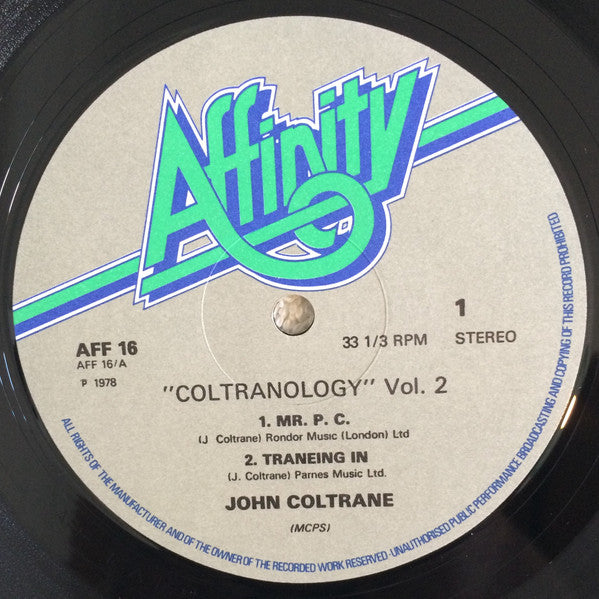 Affinity
AFF 16
AFF 16/A
P 1978
33 1/3 RPM
1
STEREO
"COLTRANOLOGY" Vol. 2
1. MR. P. C.
(J Coltrane) Rondor Music (London) Ltd
2. TRANEING IN
(J. Coltrane) Parnes Music Ltd.
JOHN COLTRANE
(MCPS)
ALL RIGHTS OF THE MANUFACTURER AND OF THE OWNER OF THE RECORDED WORK RESERVED · UNAUTHORISED PUBLIC PERFORMANCE BROADCASTING AND COPYING OF THIS RECORD PROHIBITED